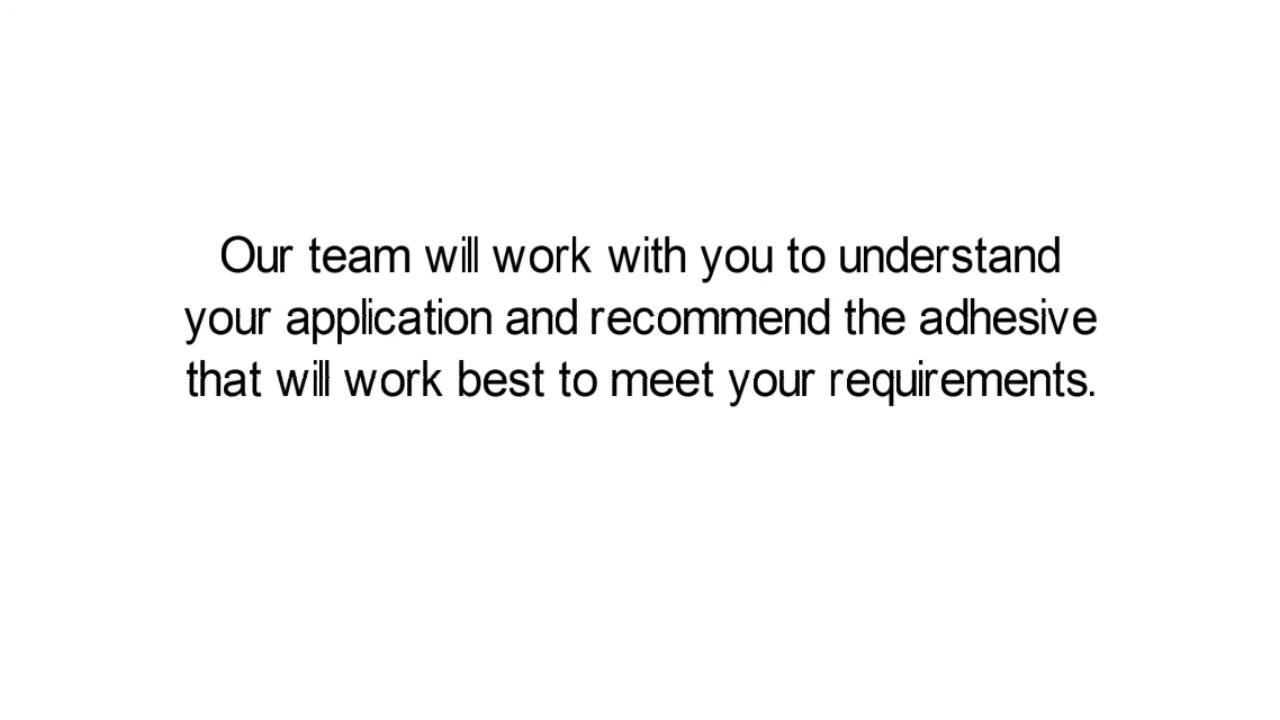 Our team will work with you to understand
your application and recommend the adhesive
that will work best to meet your requirements.